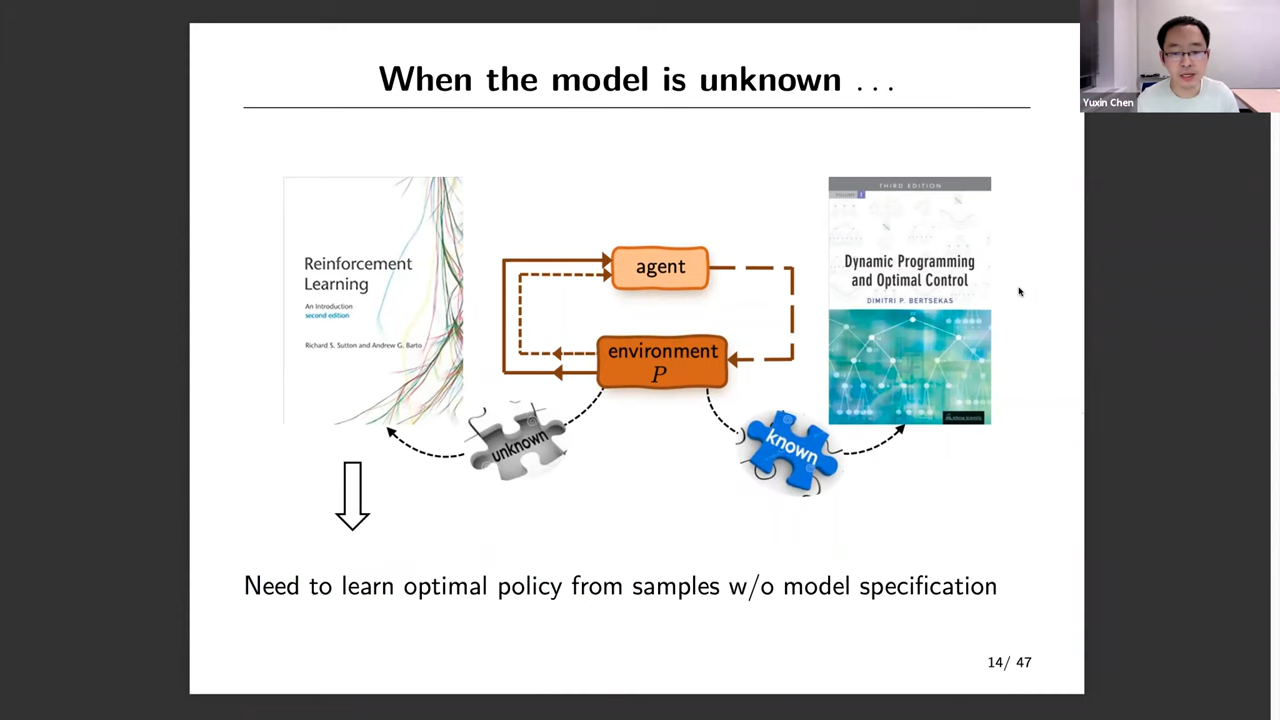 When the model is unknown . . .
Yuxin Chen
Reinforcement
Learning
An Introduction
second edition
Richard S. Sutton and Andrew G. Barto
agent
environment
P
unknown
known
THIRD EDITION
Dynamic Programming
and Optimal Control
DIMITRI P. BERTSEKAS
Need to learn optimal policy from samples w/o model specification
14/ 47